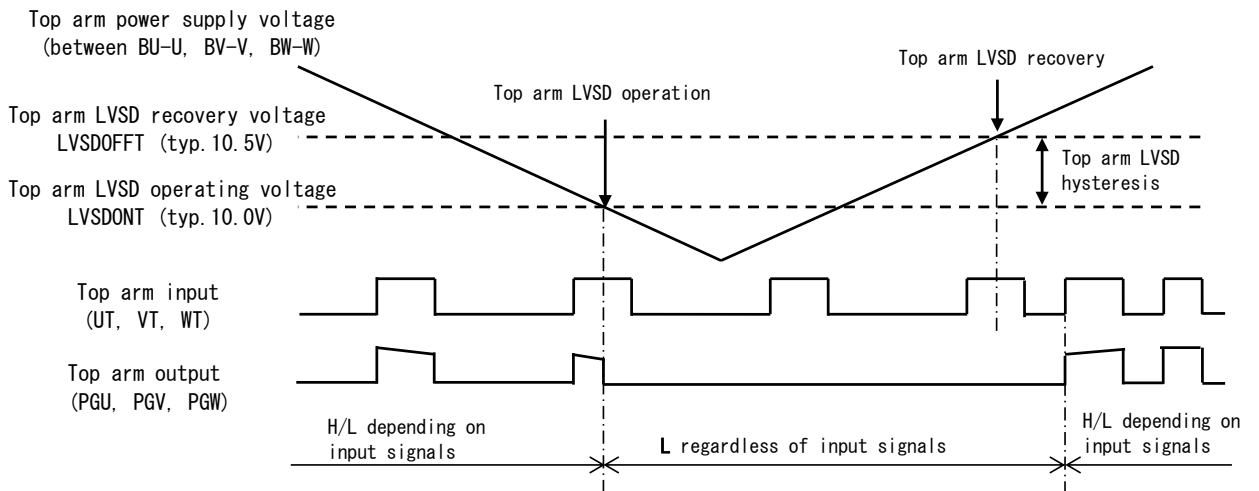 Top arm power supply voltage
(between BU-U, BV-V, BW-W)
Top arm LVSD recovery
Top arm LVSD operation
Top arm LVSD recovery voltage
LVSDOFFT (typ.10.5V)
Top arm LVSD
hysteresis
Top arm LVSD operating voltage
LVSDONT (typ.10.0V)
Top arm input
(UT, VT, WT)
Top arm output
(PGU, PGV, PGW)
H/L depending on
input signals
L regardless of input signals
H/L depending on
input signals